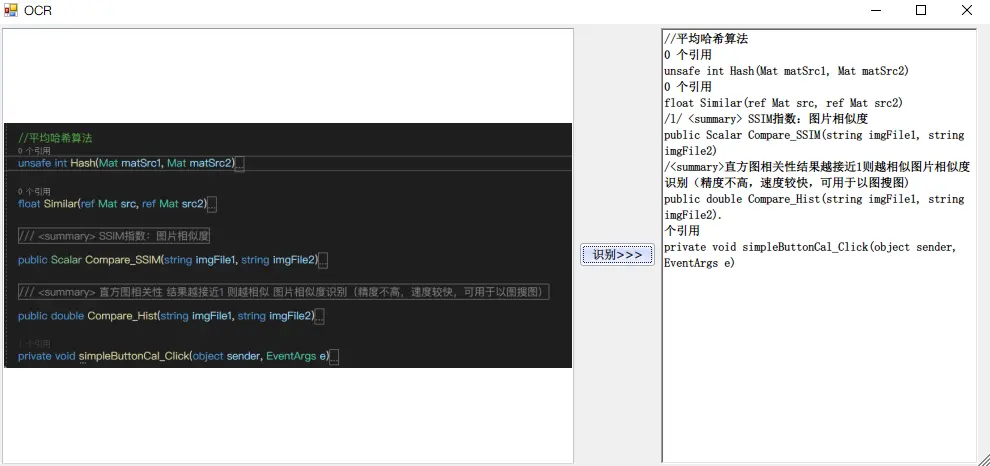 OCR
//平均哈希算法
0 个引用
unsafe int Hash(Mat matSrc1, Mat matSrc2)...
0 个引用
float Similar(ref Mat src, ref Mat src2)...
/// <summary> SSIM指数：图片相似度
public Scalar Compare_SSIM(string imgFile1, string imgFile2)...
/// <summary> 直方图相关性 结果越接近1 则越相似 图片相似度识别（精度不高，速度较快，可用于以图搜图）
public double Compare_Hist(string imgFile1, string imgFile2)...
1 个引用
private void simpleButtonCal_Click(object sender, EventArgs e)...
识别>>>
//平均哈希算法
0 个引用
unsafe int Hash(Mat matSrc1, Mat matSrc2)
0 个引用
float Similar(ref Mat src, ref Mat src2)
/l/ <summary> SSIM指数：图片相似度
public Scalar Compare_SSIM(string imgFile1, string
imgFile2)
/<summary>直方图相关性结果越接近1则越相似图片相似度
识别（精度不高，速度较快，可用于以图搜图)
public double Compare_Hist(string imgFile1, string
imgFile2).
个引用
private void simpleButtonCal_Click(object sender,
EventArgs e)